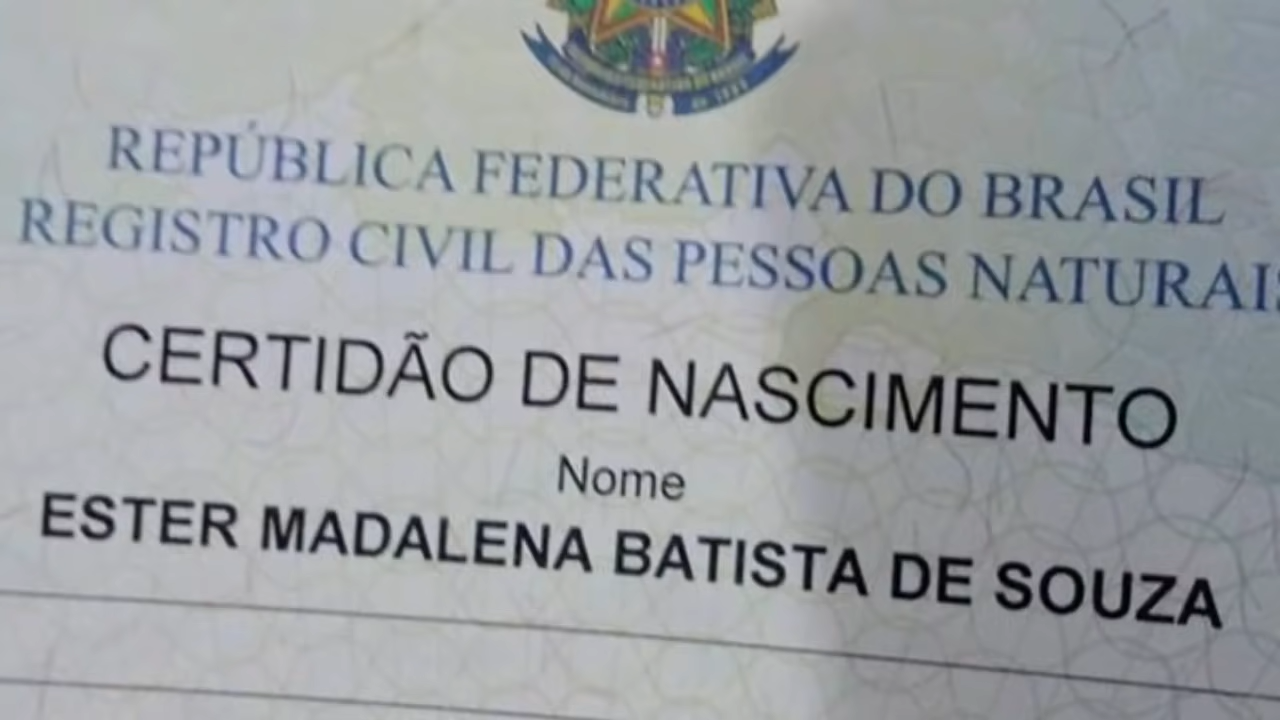 REPÚBLICA FEDERATIVA DO BRASIL
REGISTRO CIVIL DAS PESSOAS NATURAIS
CERTIDÃO DE NASCIMENTO
Nome
ESTER MADALENA BATISTA DE SOUZA